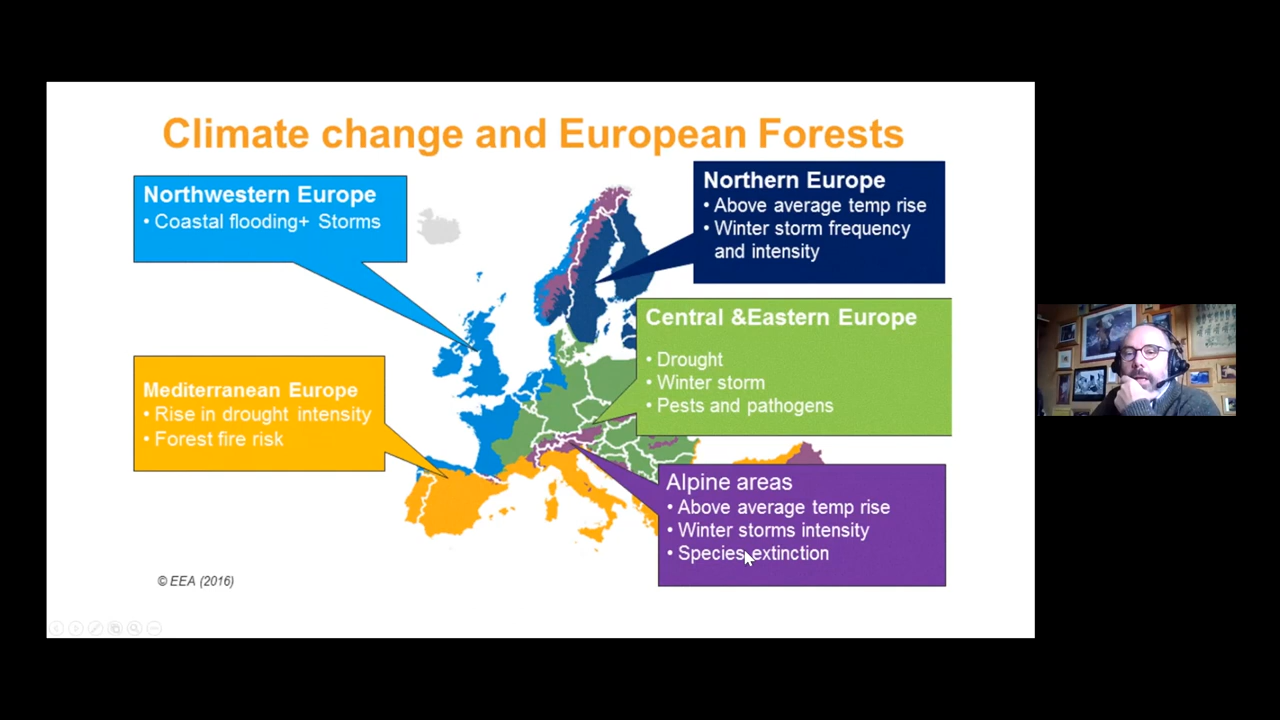 Climate change and European Forests
Northwestern Europe
• Coastal flooding+ Storms
Northern Europe
• Above average temp rise
• Winter storm frequency
and intensity
Central &Eastern Europe
• Drought
• Winter storm
• Pests and pathogens
Mediterranean Europe
• Rise in drought intensity
• Forest fire risk
Alpine areas
• Above average temp rise
• Winter storms intensity
• Species extinction
© EEA (2016)